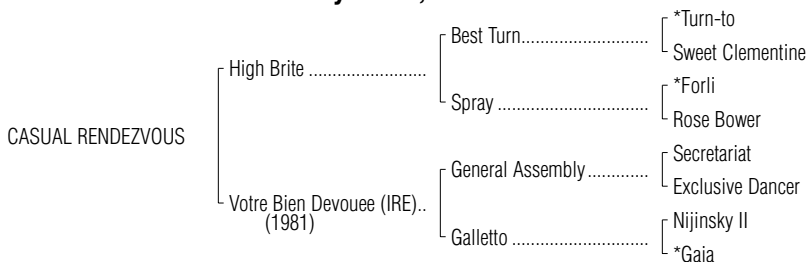 *Turn-to
Best Turn..............................
Sweet Clementine
High Brite ..........................
*Forli
Spray ...................................
Rose Bower
CASUAL RENDEZVOUS
Secretariat
General Assembly..............
Exclusive Dancer
Votre Bien Devouee (IRE)..
(1981)
Nijinsky II
Galletto ................................
*Gaia